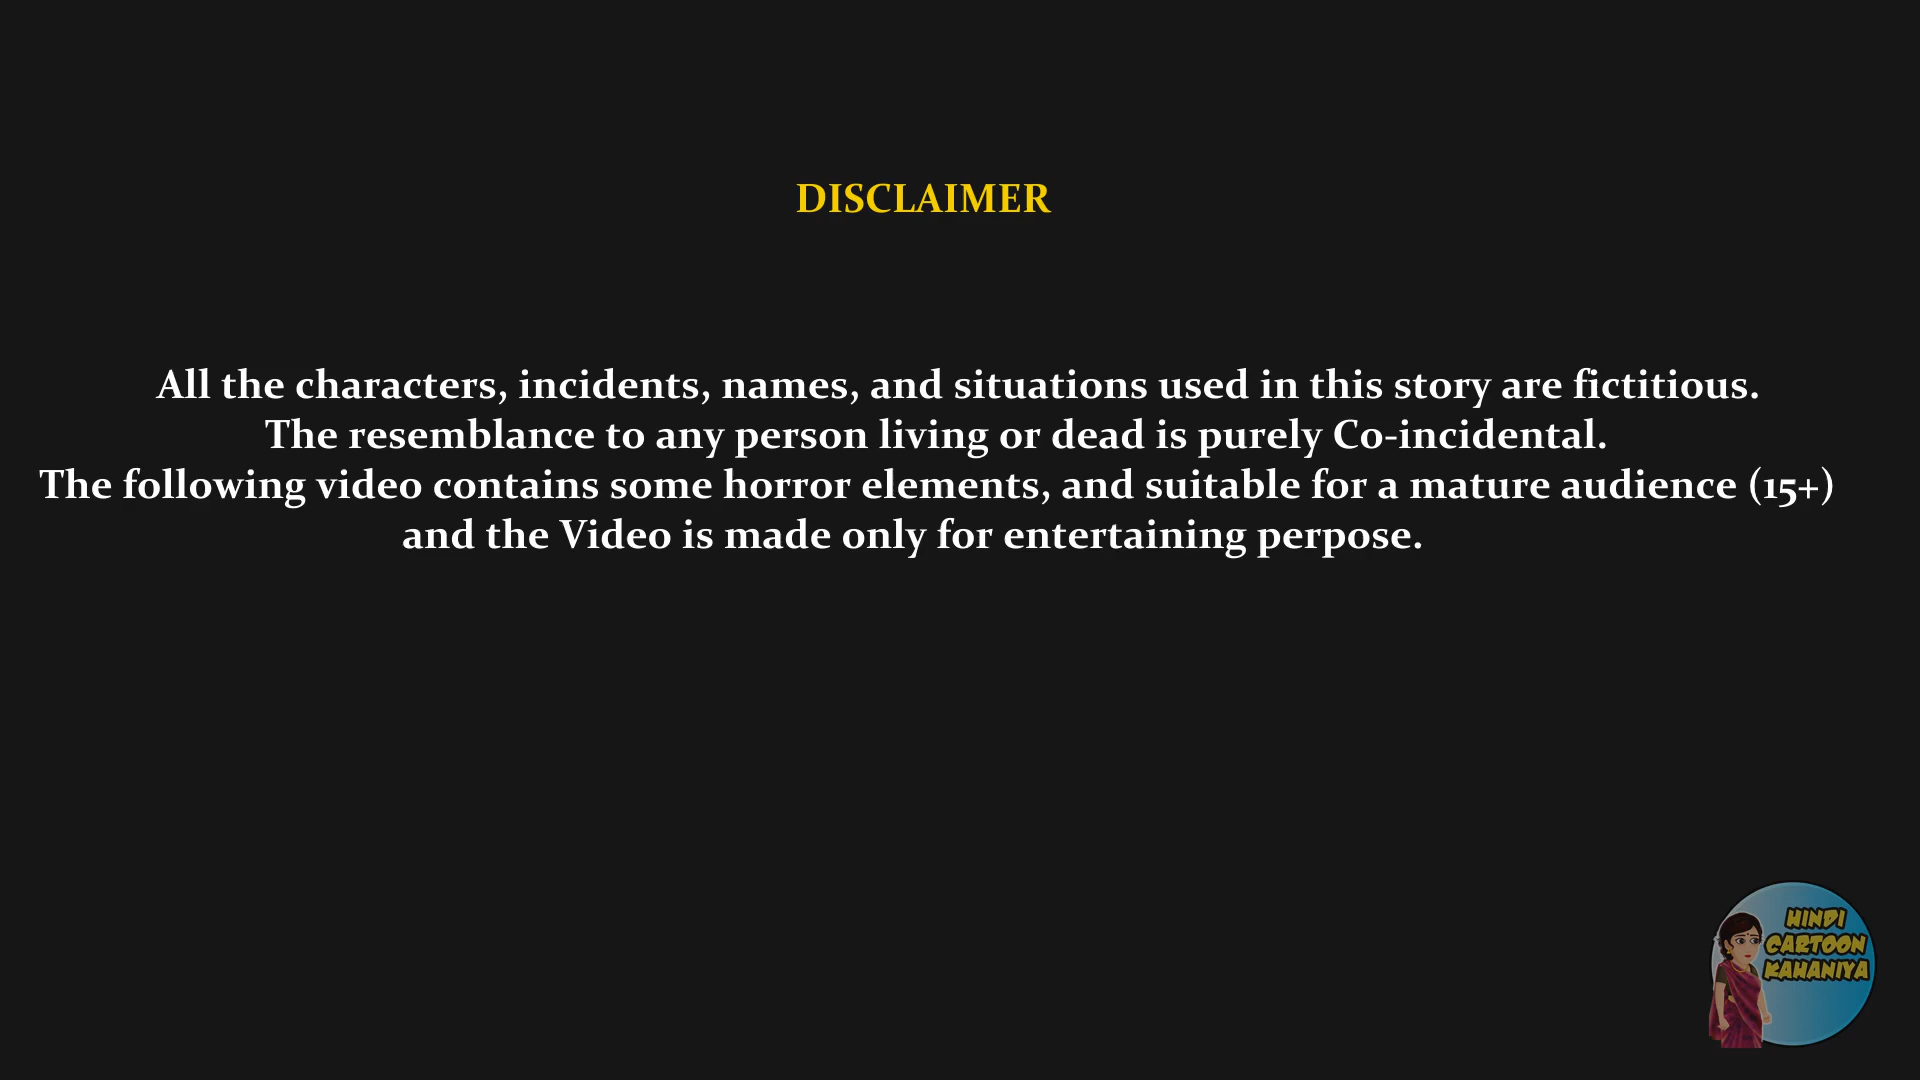 DISCLAIMER
All the characters, incidents, names, and situations used in this story are fictitious.
The resemblance to any person living or dead is purely Co-incidental.
The following video contains some horror elements, and suitable for a mature audience (15+)
and the Video is made only for entertaining perpose.
HINDI
CARTOON
KAHANIYA